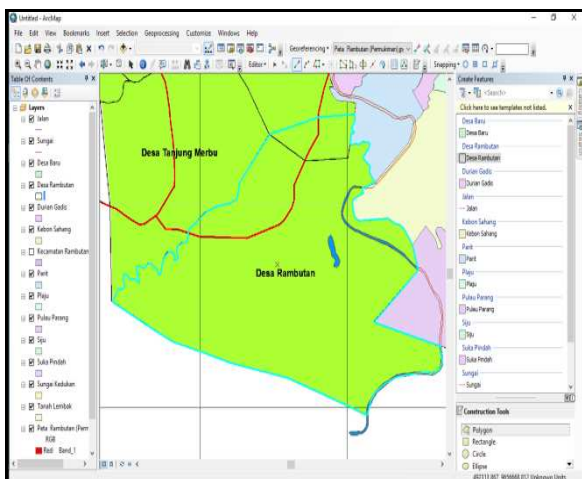 Untitled - ArcMap
File Edit View Bookmarks Insert Selection Geoprocessing Customize Windows Help
Georeferencing
Editor
Snapping
Table Of Contents
Layers
Jalan
Sungai
Desa Baru
Desa Rambutan
Durian Gadis
Kebon Sahang
Kecamatan Rambutan
Parit
Plaju
Pulau Parang
Siju
Suka Pindah
Sungai Kedukan
Tanah Lembak
Peta Rambutan (Perm
RGB
Red: Band_1
Desa Tanjung Merbu
Desa Rambutan
Create Features
<Search>
Click here to see templates not listed.
Desa Baru
Desa Baru
Desa Rambutan
Desa Rambutan
Durian Gadis
Durian Gadis
Jalan
Jalan
Kebon Sahang
Kebon Sahang
Parit
Parit
Plaju
Plaju
Pulau Parang
Pulau Parang
Siju
Siju
Suka Pindah
Suka Pindah
Sungai
Sungai
Construction Tools
Polygon
Rectangle
Circle
Ellipse
Unknown Units